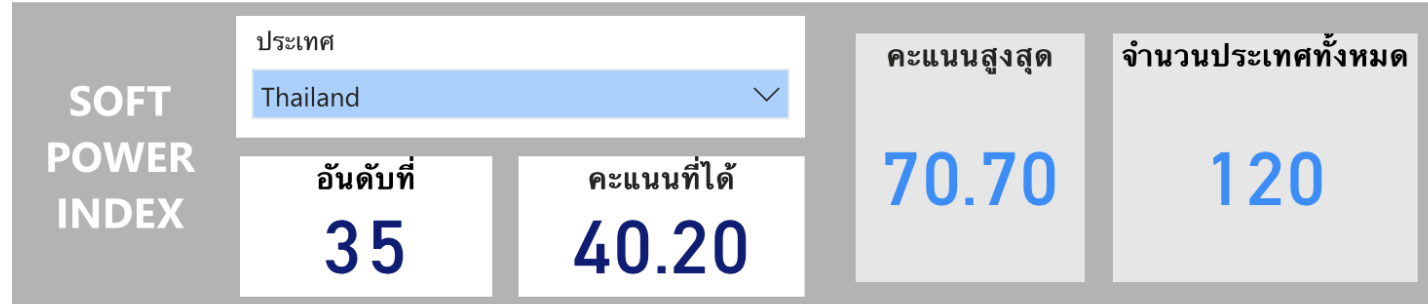 SOFT
POWER
INDEX
ประเทศ
Thailand
อันดับที่
35
คะแนนที่ได้
40.20
คะแนนสูงสุด
70.70
จำนวนประเทศทั้งหมด
120